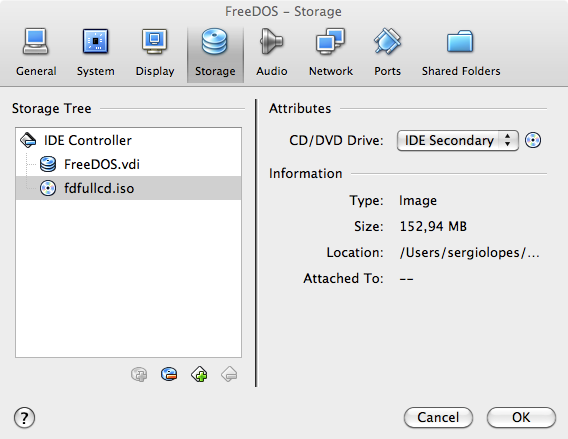 FreeDOS – Storage
General System Display Storage Audio Network Ports Shared Folders
Storage Tree
IDE Controller
FreeDOS.vdi
fdfullcd.iso
Attributes
CD/DVD Drive: IDE Secondary
Information
Type: Image
Size: 152,94 MB
Location: /Users/sergiolopes/...
Attached To: --
?
Cancel OK